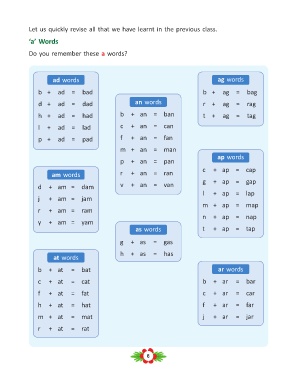 Let us quickly revise all that we have learnt in the previous class.
'a' Words
Do you remember these a words?
ad words
b + ad = bad
d + ad = dad
h + ad = had
l + ad = lad
p + ad = pad
am words
d + am = dam
j + am = jam
r + am = ram
y + am = yam
at words
b + at = bat
c + at = cat
f + at = fat
h + at = hat
m + at = mat
r + at = rat
an words
b + an = ban
c + an = can
f + an = fan
m + an = man
p + an = pan
r + an = ran
v + an = van
as words
g + as = gas
h + as = has
ag words
b + ag = bag
r + ag = rag
t + ag = tag
ap words
c + ap = cap
g + ap = gap
l + ap = lap
m + ap = map
n + ap = nap
t + ap = tap
ar words
b + ar = bar
c + ar = car
f + ar = far
j + ar = jar
6